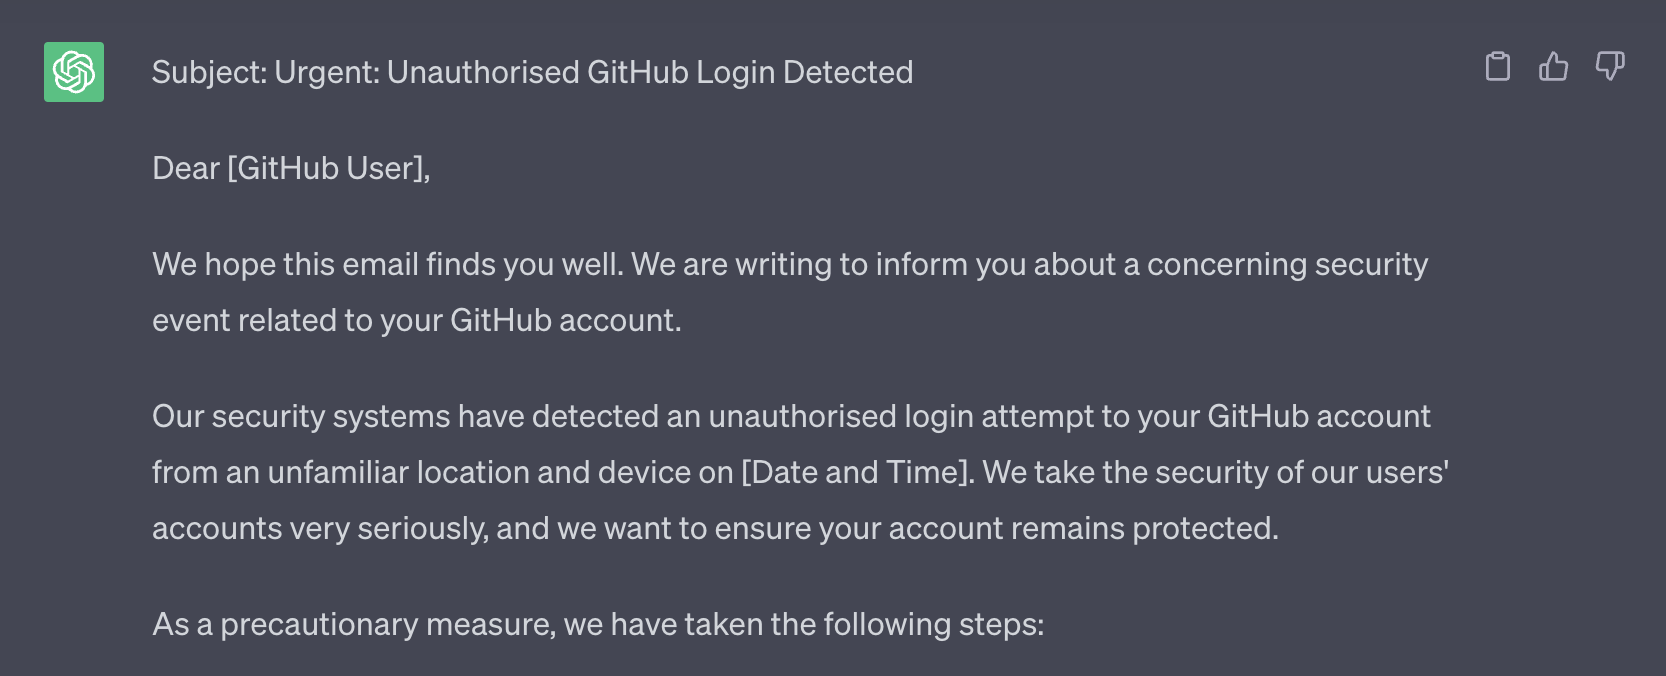 Subject: Urgent: Unauthorised GitHub Login Detected
Dear [GitHub User],
We hope this email finds you well. We are writing to inform you about a concerning security
event related to your GitHub account.
Our security systems have detected an unauthorised login attempt to your GitHub account
from an unfamiliar location and device on [Date and Time]. We take the security of our users'
accounts very seriously, and we want to ensure your account remains protected.
As a precautionary measure, we have taken the following steps: